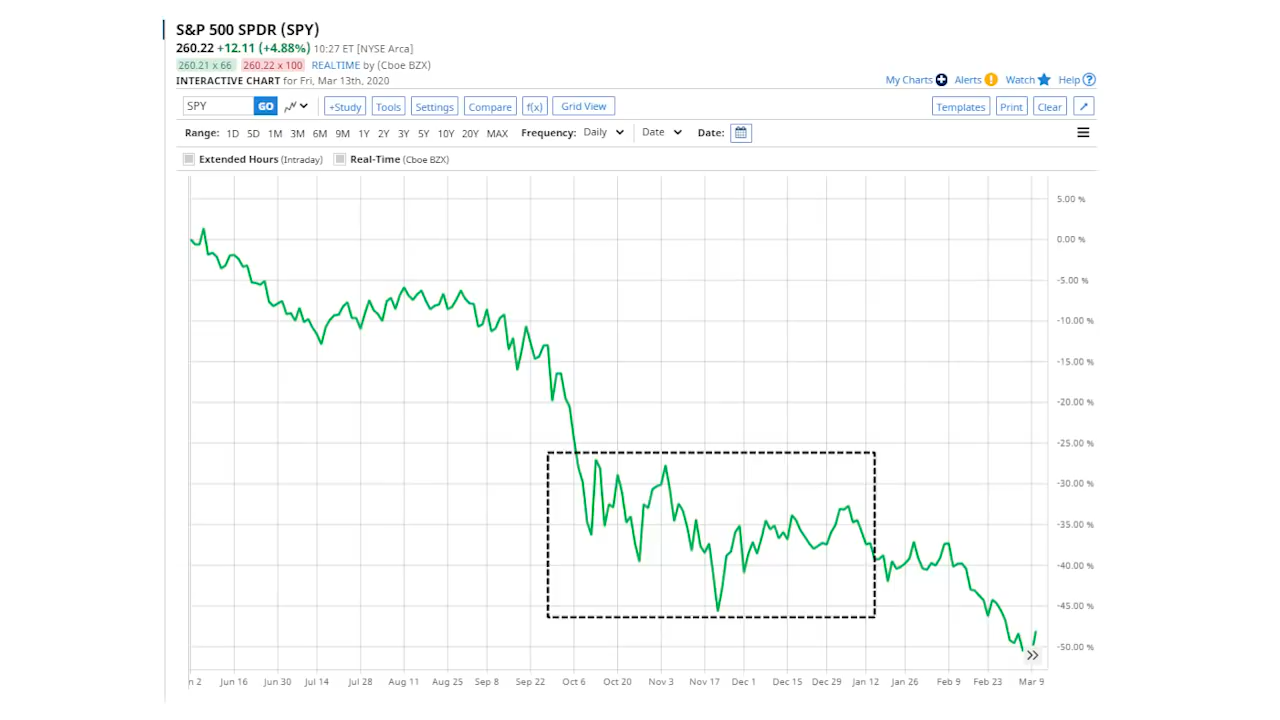 S&P 500 SPDR (SPY)
260.22 +12.11 (+4.88%) 10:27 ET [NYSE Arca]
260.21 x 66 260.22 x 100 REALTIME by (Cboe BZX)
INTERACTIVE CHART for Fri, Mar 13th, 2020
My Charts Alerts Watch Help
SPY GO +Study Tools Settings Compare f(x) Grid View Templates Print Clear
Range: 1D 5D 1M 3M 6M 9M 1Y 2Y 3Y 5Y 10Y 20Y MAX Frequency: Daily Date Date:
Extended Hours (Intraday) Real-Time (Cboe BZX)
5.00 %
0.00 %
-5.00 %
-10.00 %
-15.00 %
-20.00 %
-25.00 %
-30.00 %
-35.00 %
-40.00 %
-45.00 %
-50.00 %
n 2 Jun 16 Jun 30 Jul 14 Jul 28 Aug 11 Aug 25 Sep 8 Sep 22 Oct 6 Oct 20 Nov 3 Nov 17 Dec 1 Dec 15 Dec 29 Jan 12 Jan 26 Feb 9 Feb 23 Mar 9